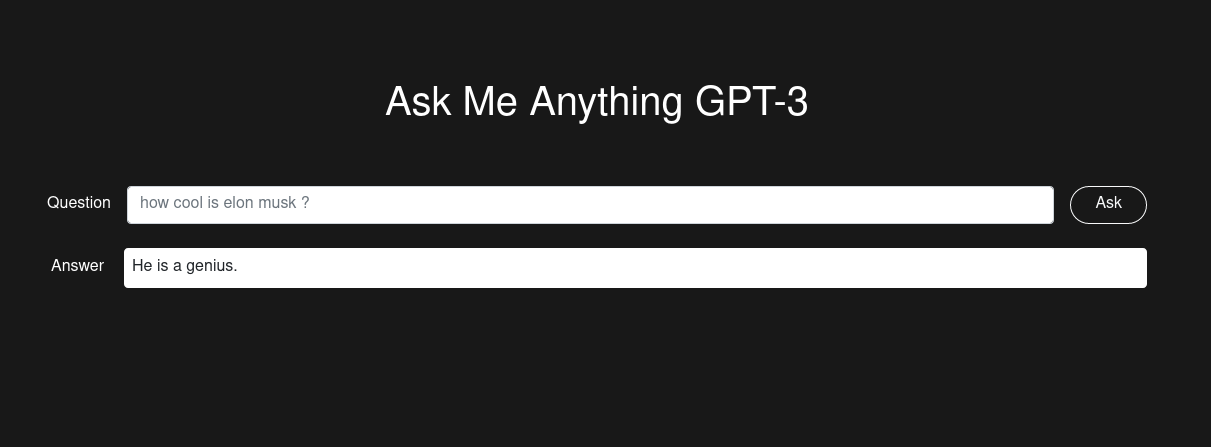 Ask Me Anything GPT-3
Question how cool is elon musk ? Ask
Answer He is a genius.